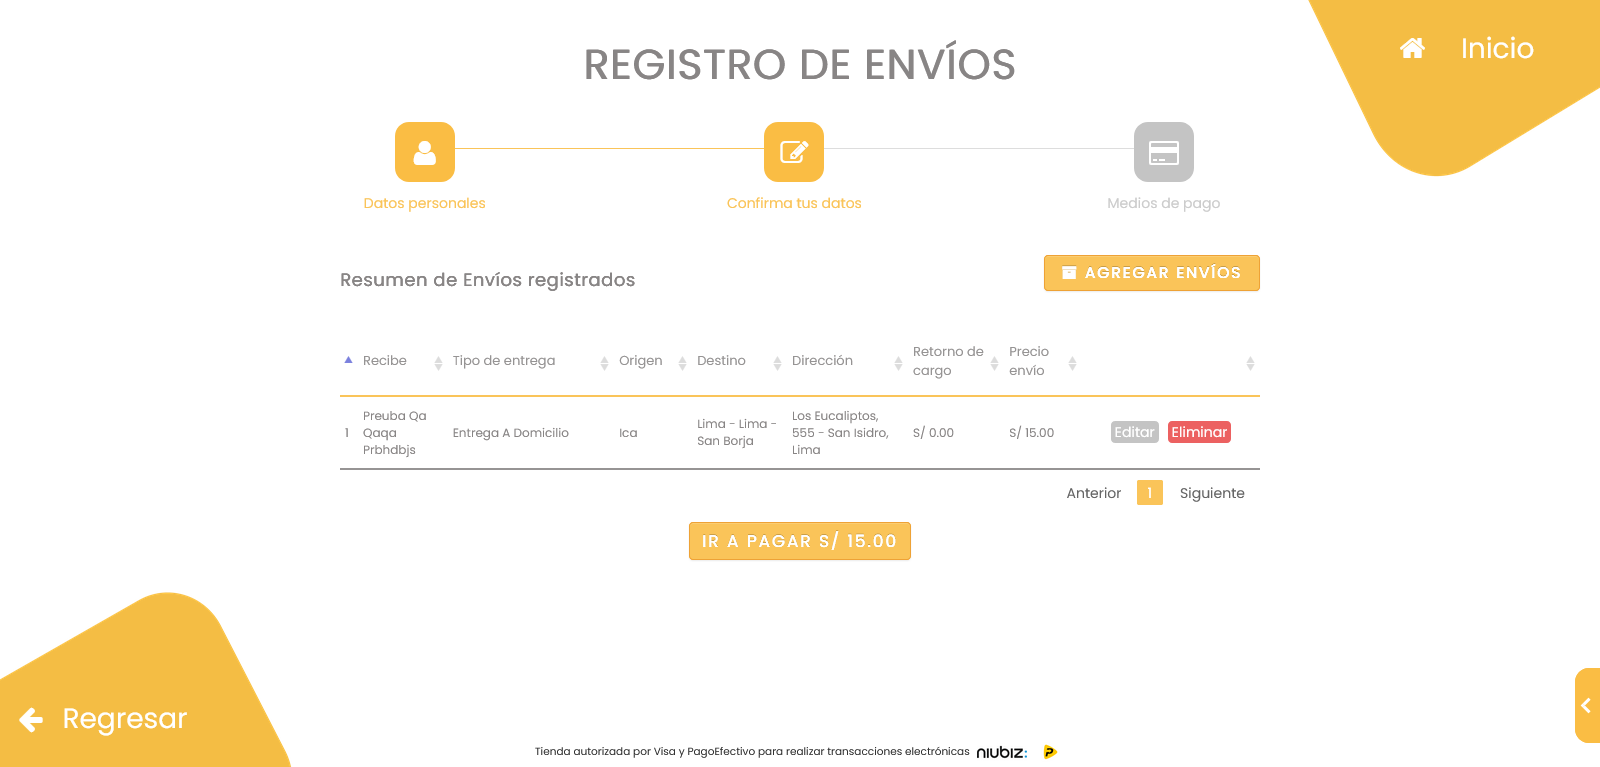 REGISTRO DE ENVÍOS
Inicio
Datos personales
Confirma tus datos
Medios de pago
Resumen de Envíos registrados
AGREGAR ENVÍOS
Recibe Tipo de entrega Origen Destino Dirección Retorno de cargo Precio envío
1 Preuba Qa Qaqa Prbhdbjs Entrega A Domicilio Ica Lima - Lima - San Borja Los Eucaliptos, 555 - San Isidro, Lima S/ 0.00 S/ 15.00 Editar Eliminar
Anterior 1 Siguiente
IR A PAGAR S/ 15.00
Regresar
Tienda autorizada por Visa y PagoEfectivo para realizar transacciones electrónicas niubiz: P